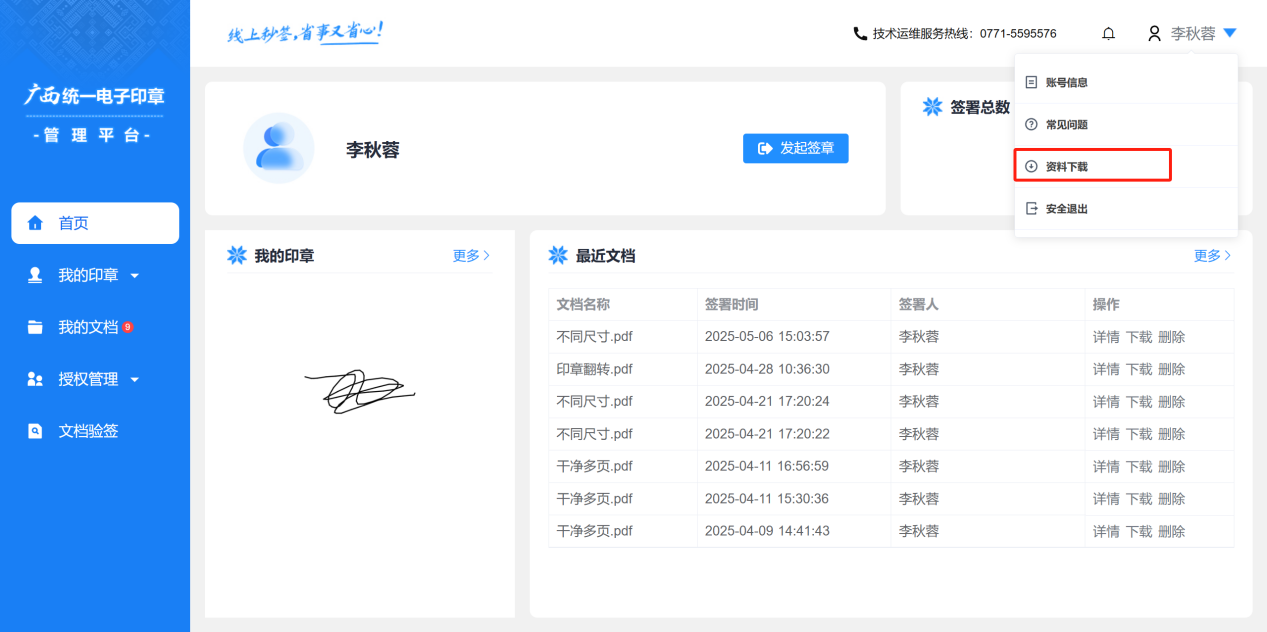 线上秒签,省事又省心!
技术运维服务热线：0771-5595576
李秋蓉
广西统一电子印章
-管 理 平 台-
首页
我的印章
我的文档 9
授权管理
文档验签
李秋蓉
发起签章
签署总数
账号信息
常见问题
资料下载
安全退出
我的印章
更多
最近文档
更多
文档名称 签署时间 签署人 操作
不同尺寸.pdf 2025-05-06 15:03:57 李秋蓉 详情 下载 删除
印章翻转.pdf 2025-04-28 10:36:30 李秋蓉 详情 下载 删除
不同尺寸.pdf 2025-04-21 17:20:24 李秋蓉 详情 下载 删除
不同尺寸.pdf 2025-04-21 17:20:22 李秋蓉 详情 下载 删除
干净多页.pdf 2025-04-11 16:56:59 李秋蓉 详情 下载 删除
干净多页.pdf 2025-04-11 15:30:36 李秋蓉 详情 下载 删除
干净多页.pdf 2025-04-09 14:41:43 李秋蓉 详情 下载 删除